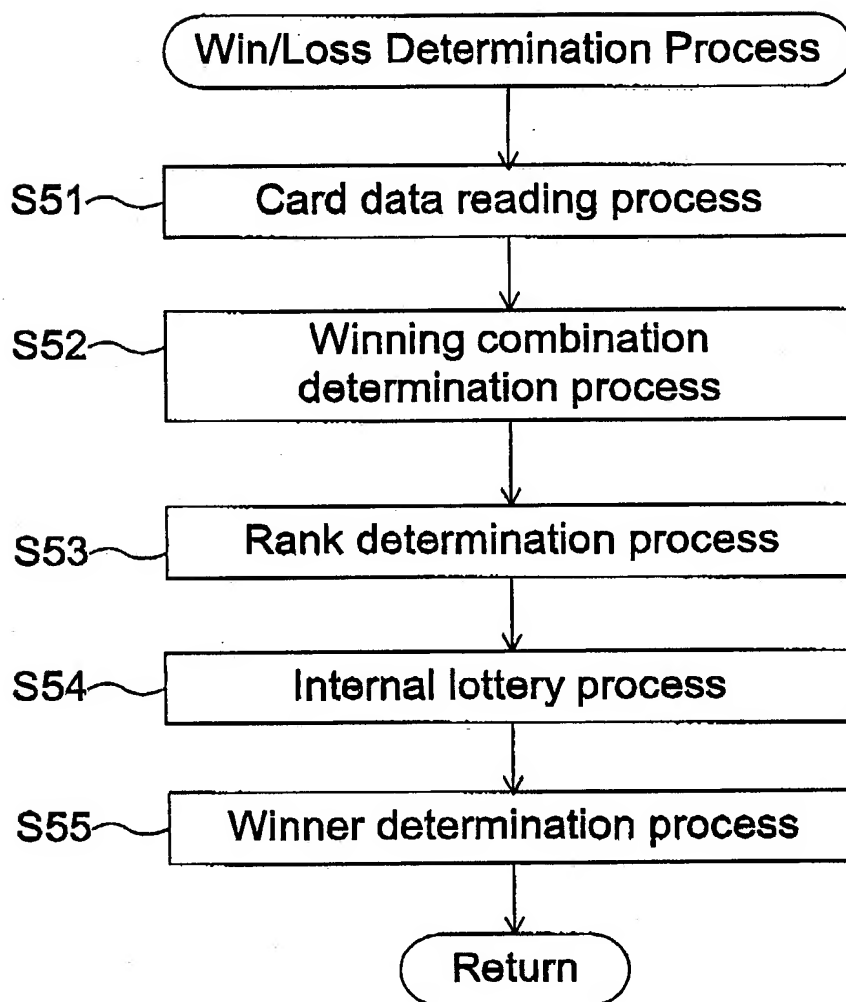 Win/Loss Determination Process
S51
Card data reading process
S52
Winning combination
determination process
S53
Rank determination process
S54
Internal lottery process
S55
Winner determination process
Return